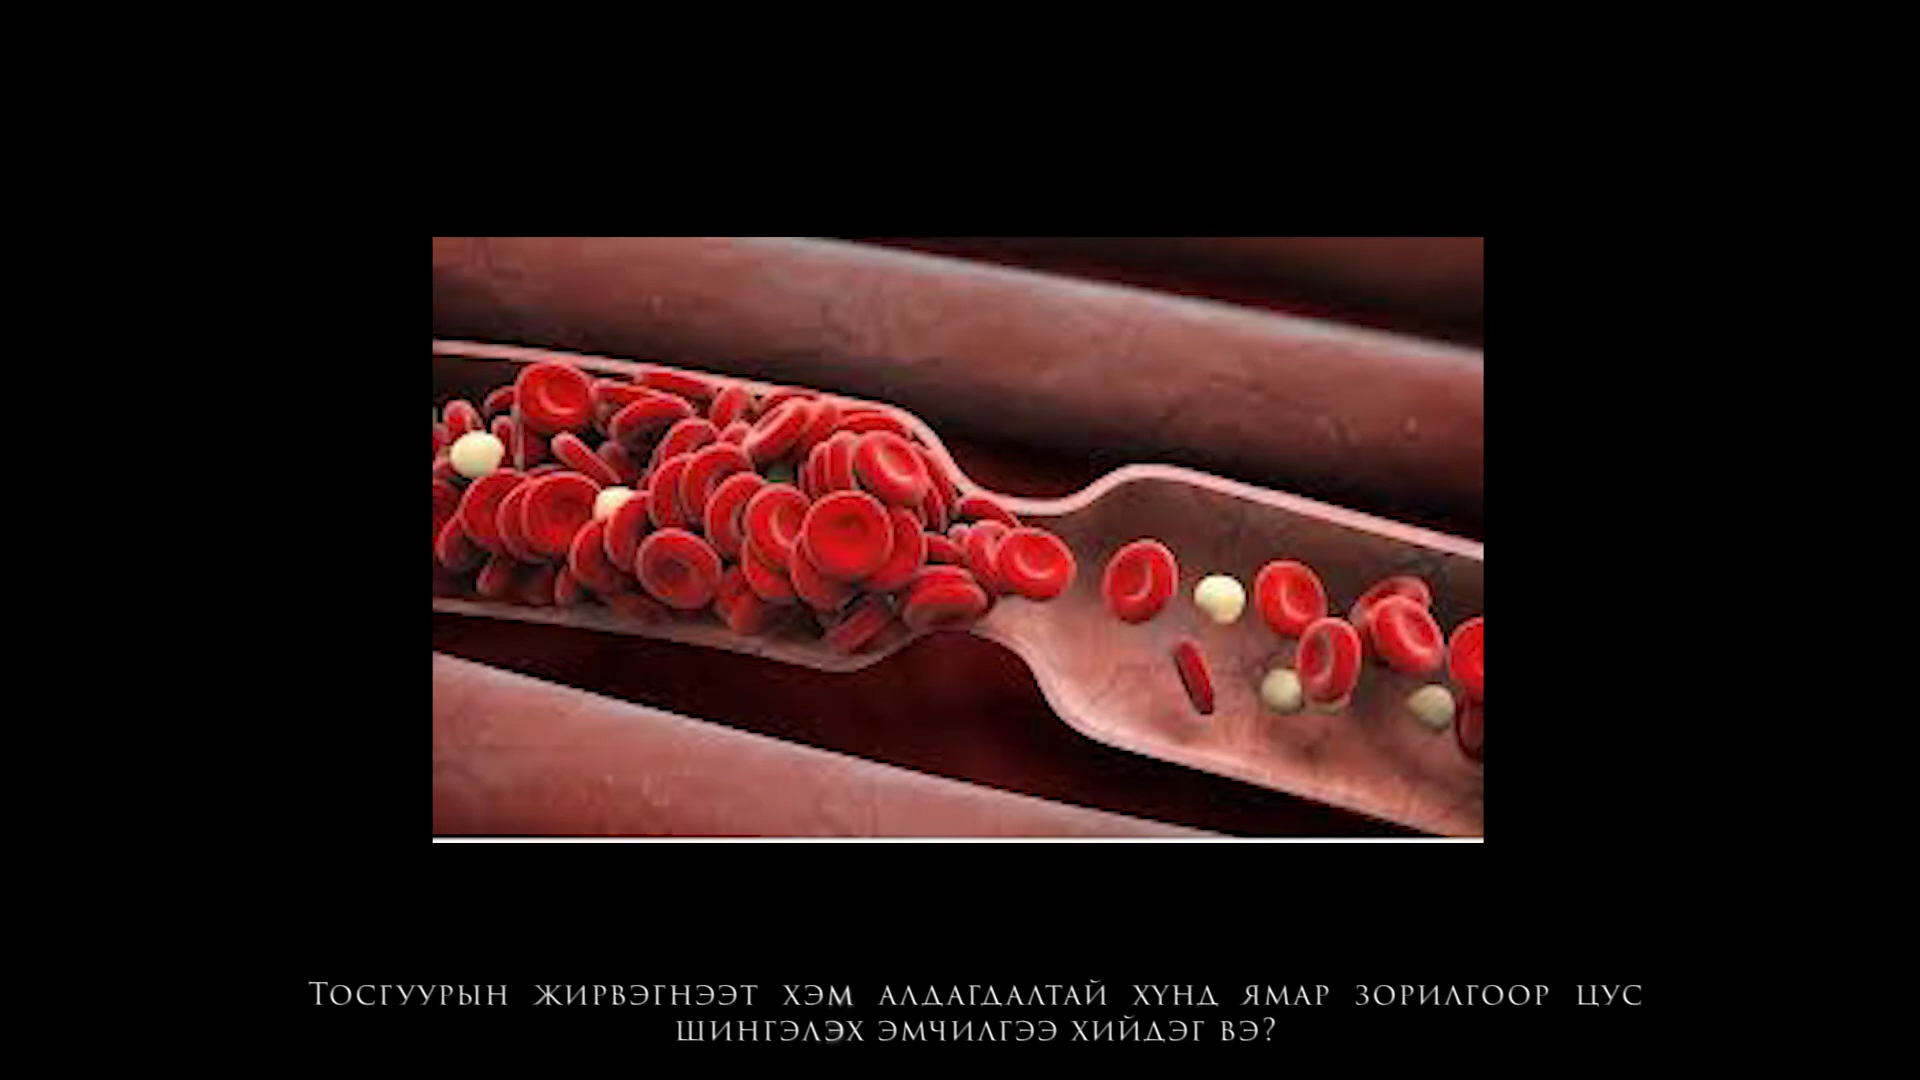 Тосгуурын жирвэгнээт хэм алдагдалтай хүнд ямар зорилгоор цус
шингэлэх эмчилгээ хийдэг вэ?